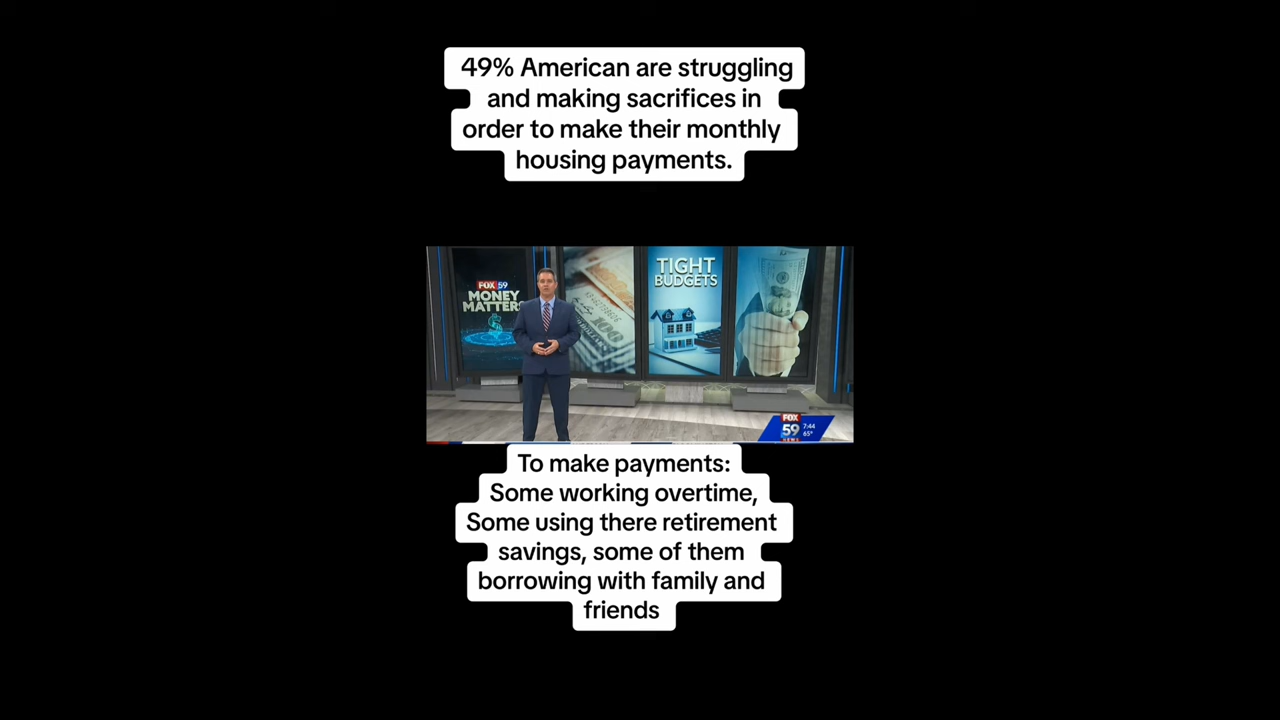 49% American are struggling
and making sacrifices in
order to make their monthly
housing payments.
FOX 59
MONEY
MATTERS
TIGHT
BUDGETS
100
FOX
59
NEWS
7:44
65°
To make payments:
Some working overtime,
Some using there retirement
savings, some of them
borrowing with family and
friends